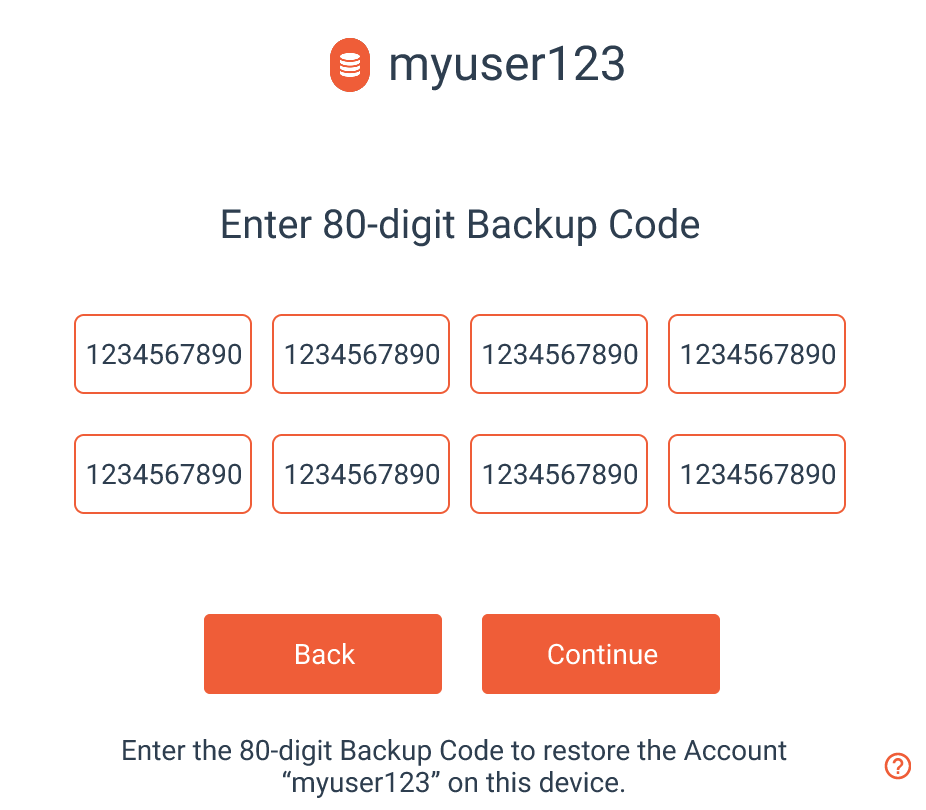 myuser123
Enter 80-digit Backup Code
1234567890 1234567890 1234567890 1234567890
1234567890 1234567890 1234567890 1234567890
Back Continue
Enter the 80-digit Backup Code to restore the Account
“myuser123” on this device.
?